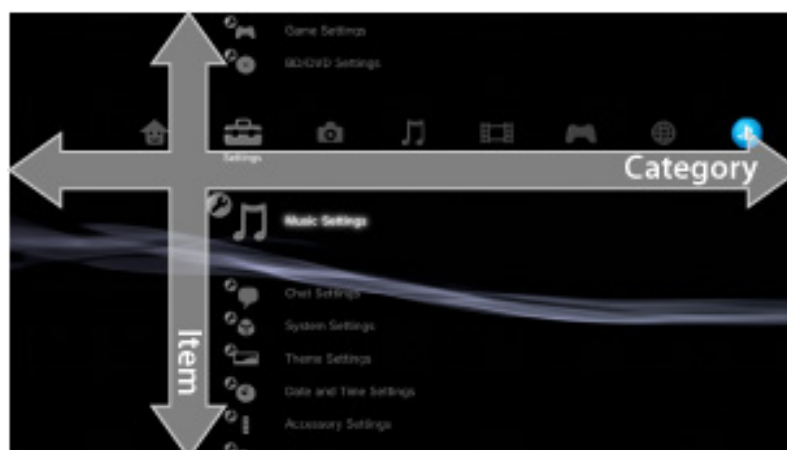 Game Settings
BD/DVD Settings
Settings
Category
Music Settings
Chat Settings
System Settings
Theme Settings
Date and Time Settings
Accessory Settings
Item